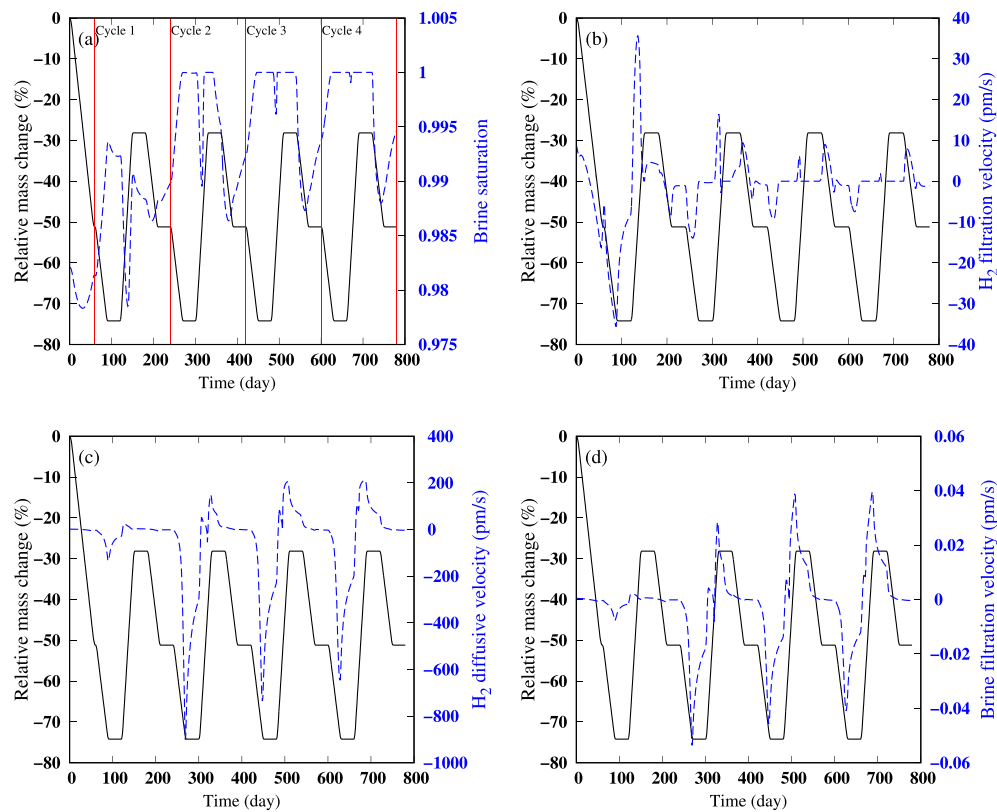 (a)
Cycle 1
Cycle 2
Cycle 3
Cycle 4
0
−10
−20
−30
−40
−50
−60
−70
−80
Relative mass change (%)
0 100 200 300 400 500 600 700 800
Time (day)
1.005
1
0.995
0.99
0.985
0.98
0.975
Brine saturation
(b)
0
−10
−20
−30
−40
−50
−60
−70
−80
Relative mass change (%)
0 100 200 300 400 500 600 700 800
Time (day)
40
30
20
10
0
−10
−20
−30
−40
H2 filtration velocity (pm/s)
(c)
0
−10
−20
−30
−40
−50
−60
−70
−80
Relative mass change (%)
0 100 200 300 400 500 600 700 800
Time (day)
400
200
0
−200
−400
−600
−800
−1000
H2 diffusive velocity (pm/s)
(d)
0
−10
−20
−30
−40
−50
−60
−70
−80
Relative mass change (%)
0 100 200 300 400 500 600 700 800
Time (day)
0.06
0.04
0.02
0
−0.02
−0.04
−0.06
Brine filtration velocity (pm/s)